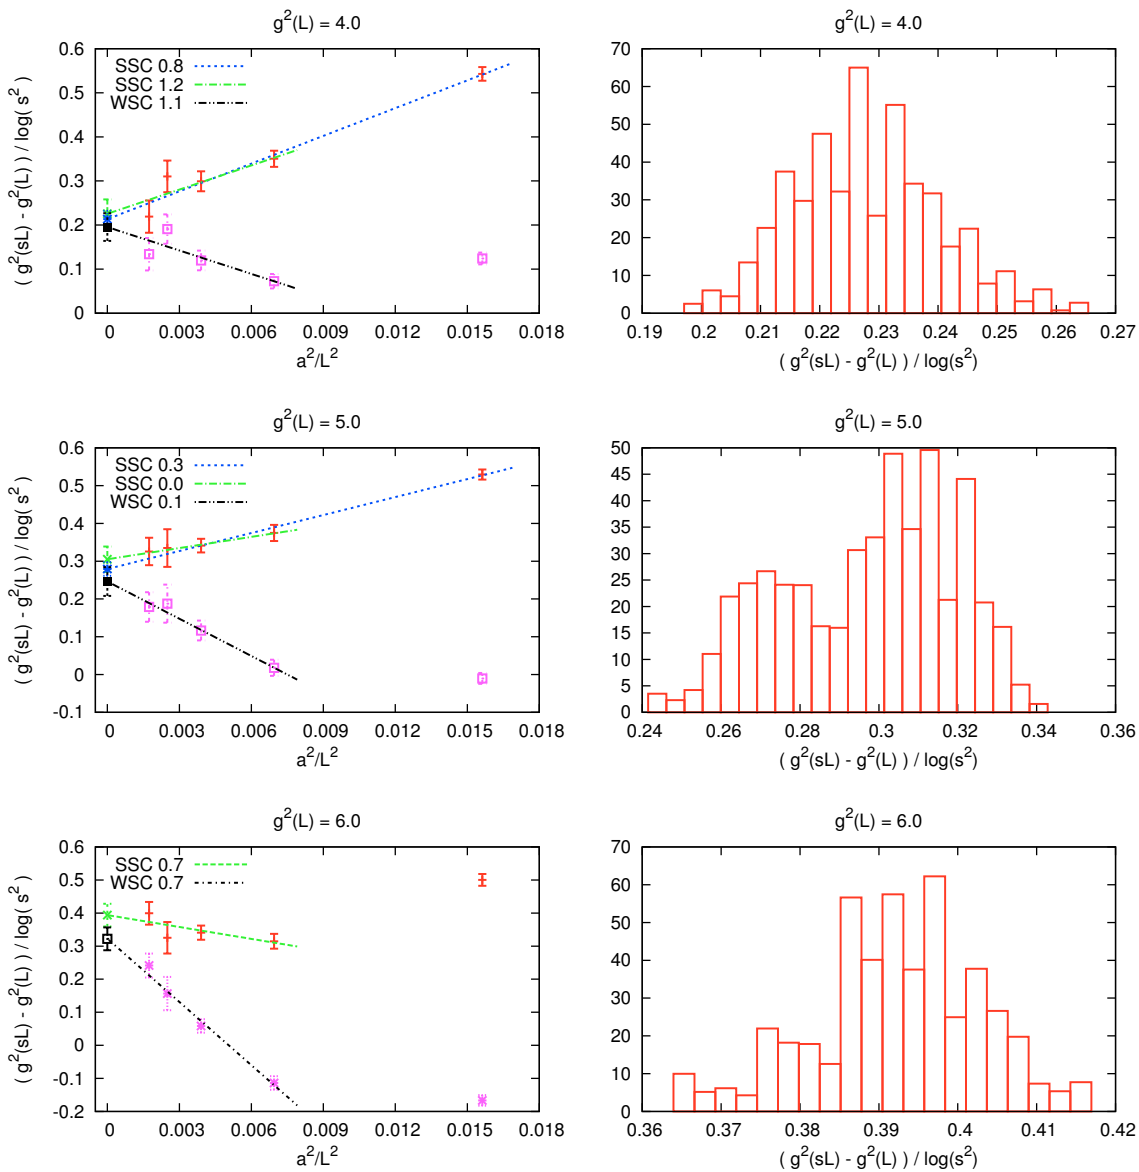 g²(L) = 4.0
( g²(sL) - g²(L) ) / log( s² )
0.6
0.5
0.4
0.3
0.2
0.1
0
SSC 0.8
SSC 1.2
WSC 1.1
0 0.003 0.006 0.009 0.012 0.015 0.018
a²/L²
g²(L) = 4.0
70
60
50
40
30
20
10
0
0.19 0.2 0.21 0.22 0.23 0.24 0.25 0.26 0.27
( g²(sL) - g²(L) ) / log(s²)
g²(L) = 5.0
( g²(sL) - g²(L) ) / log( s² )
0.6
0.5
0.4
0.3
0.2
0.1
0
-0.1
SSC 0.3
SSC 0.0
WSC 0.1
0 0.003 0.006 0.009 0.012 0.015 0.018
a²/L²
g²(L) = 5.0
50
45
40
35
30
25
20
15
10
5
0
0.24 0.26 0.28 0.3 0.32 0.34 0.36
( g²(sL) - g²(L) ) / log(s²)
g²(L) = 6.0
( g²(sL) - g²(L) ) / log( s² )
0.6
0.5
0.4
0.3
0.2
0.1
0
-0.1
-0.2
SSC 0.7
WSC 0.7
0 0.003 0.006 0.009 0.012 0.015 0.018
a²/L²
g²(L) = 6.0
70
60
50
40
30
20
10
0
0.36 0.37 0.38 0.39 0.4 0.41 0.42
( g²(sL) - g²(L) ) / log(s²)